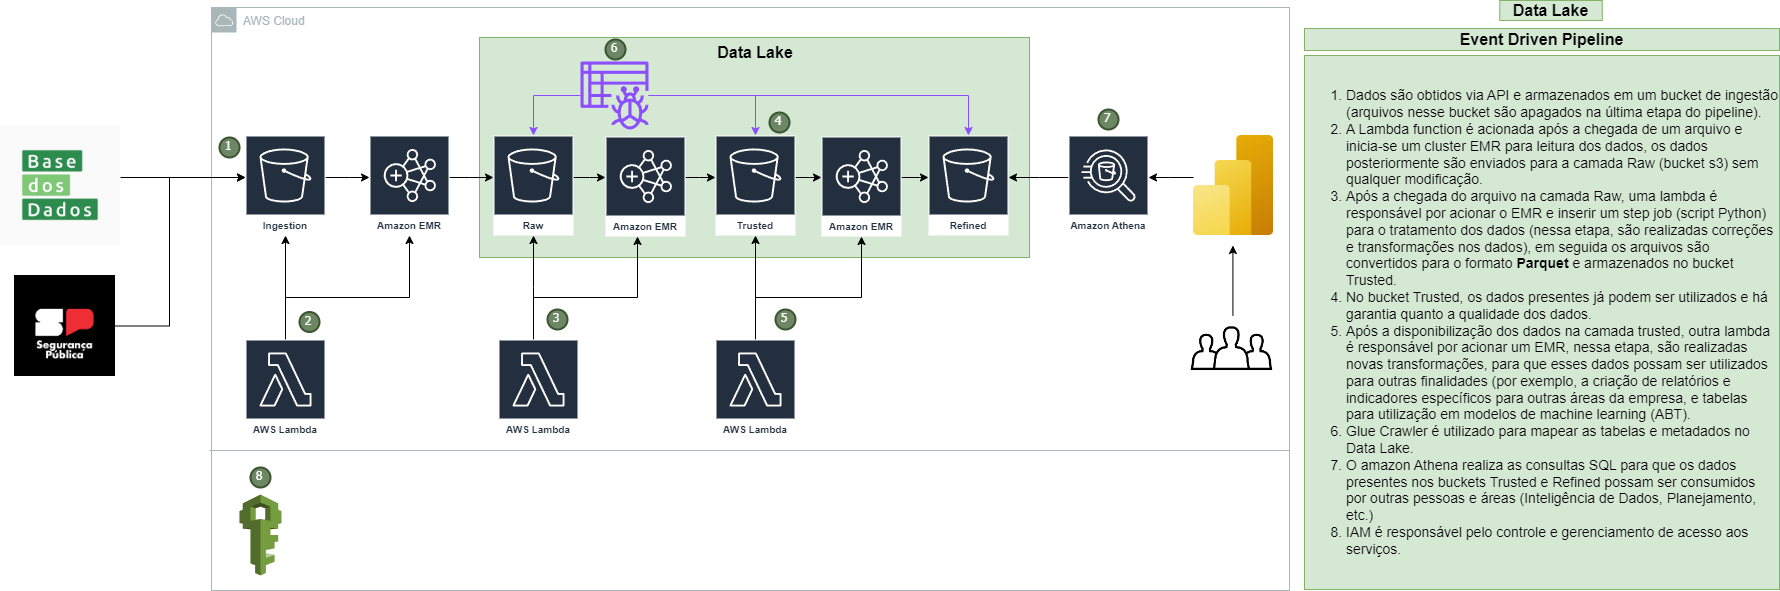 AWS Cloud
Data Lake
6
4
7
1
Base
dos
Dados
Ingestion
Amazon EMR
Raw
Amazon EMR
Trusted
Amazon EMR
Refined
Amazon Athena
SP
Segurança
Pública
2
3
5
AWS Lambda
AWS Lambda
AWS Lambda
8
Data Lake
Event Driven Pipeline
1. Dados são obtidos via API e armazenados em um bucket de ingestão
(arquivos nesse bucket são apagados na última etapa do pipeline).
2. A Lambda function é acionada após a chegada de um arquivo e
inicia-se um cluster EMR para leitura dos dados, os dados
posteriormente são enviados para a camada Raw (bucket s3) sem
qualquer modificação.
3. Após a chegada do arquivo na camada Raw, uma lambda é
responsável por acionar o EMR e inserir um step job (script Python)
para o tratamento dos dados (nessa etapa, são realizadas correções
e transformações nos dados), em seguida os arquivos são
convertidos para o formato Parquet e armazenados no bucket
Trusted.
4. No bucket Trusted, os dados presentes já podem ser utilizados e há
garantia quanto a qualidade dos dados.
5. Após a disponibilização dos dados na camada trusted, outra lambda
é responsável por acionar um EMR, nessa etapa, são realizadas
novas transformações, para que esses dados possam ser utilizados
para outras finalidades (por exemplo, a criação de relatórios e
indicadores específicos para outras áreas da empresa, e tabelas
para utilização em modelos de machine learning (ABT).
6. Glue Crawler é utilizado para mapear as tabelas e metadados no
Data Lake.
7. O amazon Athena realiza as consultas SQL para que os dados
presentes nos buckets Trusted e Refined possam ser consumidos
por outras pessoas e áreas (Inteligência de Dados, Planejamento,
etc.)
8. IAM é responsável pelo controle e gerenciamento de acesso aos
serviços.